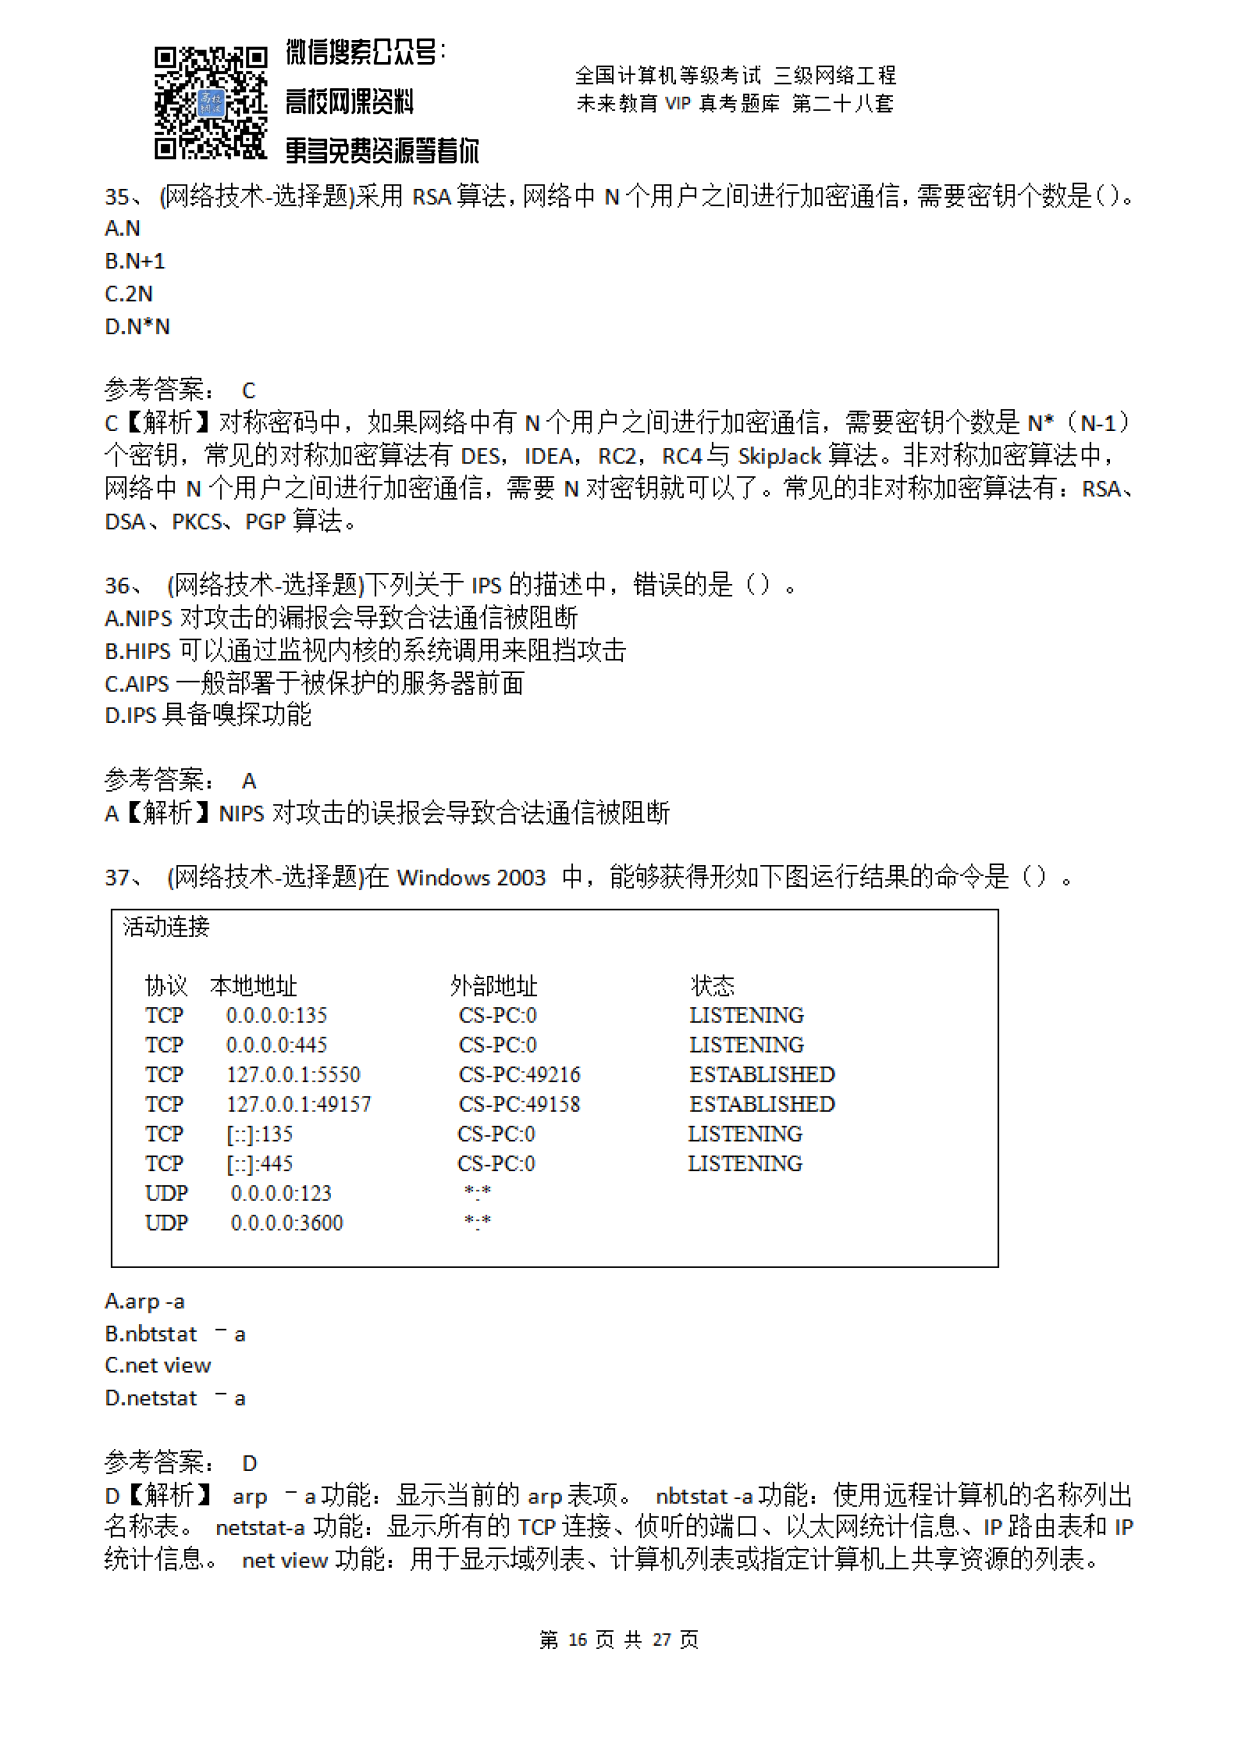 微信搜索公众号：
高校网课资料
更多免费资源等着你
全国计算机等级考试 三级网络工程
未来教育 VIP 真考题库 第二十八套
35、 (网络技术-选择题)采用 RSA 算法，网络中 N 个用户之间进行加密通信，需要密钥个数是（）。
A.N
B.N+1
C.2N
D.N*N
参考答案： C
C【解析】对称密码中，如果网络中有 N 个用户之间进行加密通信，需要密钥个数是 N*（N-1）
个密钥，常见的对称加密算法有 DES，IDEA，RC2，RC4 与 SkipJack 算法。非对称加密算法中，
网络中 N 个用户之间进行加密通信，需要 N 对密钥就可以了。常见的非对称加密算法有：RSA、
DSA、PKCS、PGP 算法。
36、 (网络技术-选择题)下列关于 IPS 的描述中，错误的是（）。
A.NIPS 对攻击的漏报会导致合法通信被阻断
B.HIPS 可以通过监视内核的系统调用来阻挡攻击
C.AIPS 一般部署于被保护的服务器前面
D.IPS 具备嗅探功能
参考答案： A
A【解析】NIPS 对攻击的误报会导致合法通信被阻断
37、 (网络技术-选择题)在 Windows 2003 中，能够获得形如下图运行结果的命令是（）。
活动连接
协议 本地地址 外部地址 状态
TCP 0.0.0.0:135 CS-PC:0 LISTENING
TCP 0.0.0.0:445 CS-PC:0 LISTENING
TCP 127.0.0.1:5550 CS-PC:49216 ESTABLISHED
TCP 127.0.0.1:49157 CS-PC:49158 ESTABLISHED
TCP [::]:135 CS-PC:0 LISTENING
TCP [::]:445 CS-PC:0 LISTENING
UDP 0.0.0.0:123 *:*
UDP 0.0.0.0:3600 *:*
A.arp -a
B.nbtstat －a
C.net view
D.netstat －a
参考答案： D
D【解析】 arp －a 功能：显示当前的 arp 表项。 nbtstat -a 功能：使用远程计算机的名称列出
名称表。 netstat-a 功能：显示所有的 TCP 连接、侦听的端口、以太网统计信息、IP 路由表和 IP
统计信息。 net view 功能：用于显示域列表、计算机列表或指定计算机上共享资源的列表。
第 16 页 共 27 页